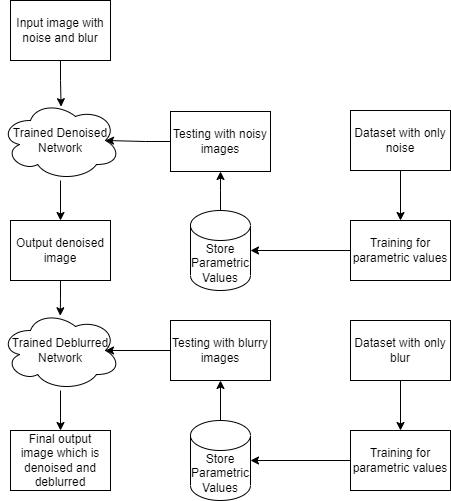 Input image with
noise and blur
Trained Denoised
Network
Testing with noisy
images
Dataset with only
noise
Output denoised
image
Store
Parametric
Values
Training for
parametric values
Trained Deblurred
Network
Testing with blurry
images
Dataset with only
blur
Final output
image which is
denoised and
deblurred
Store
Parametric
Values
Training for
parametric values